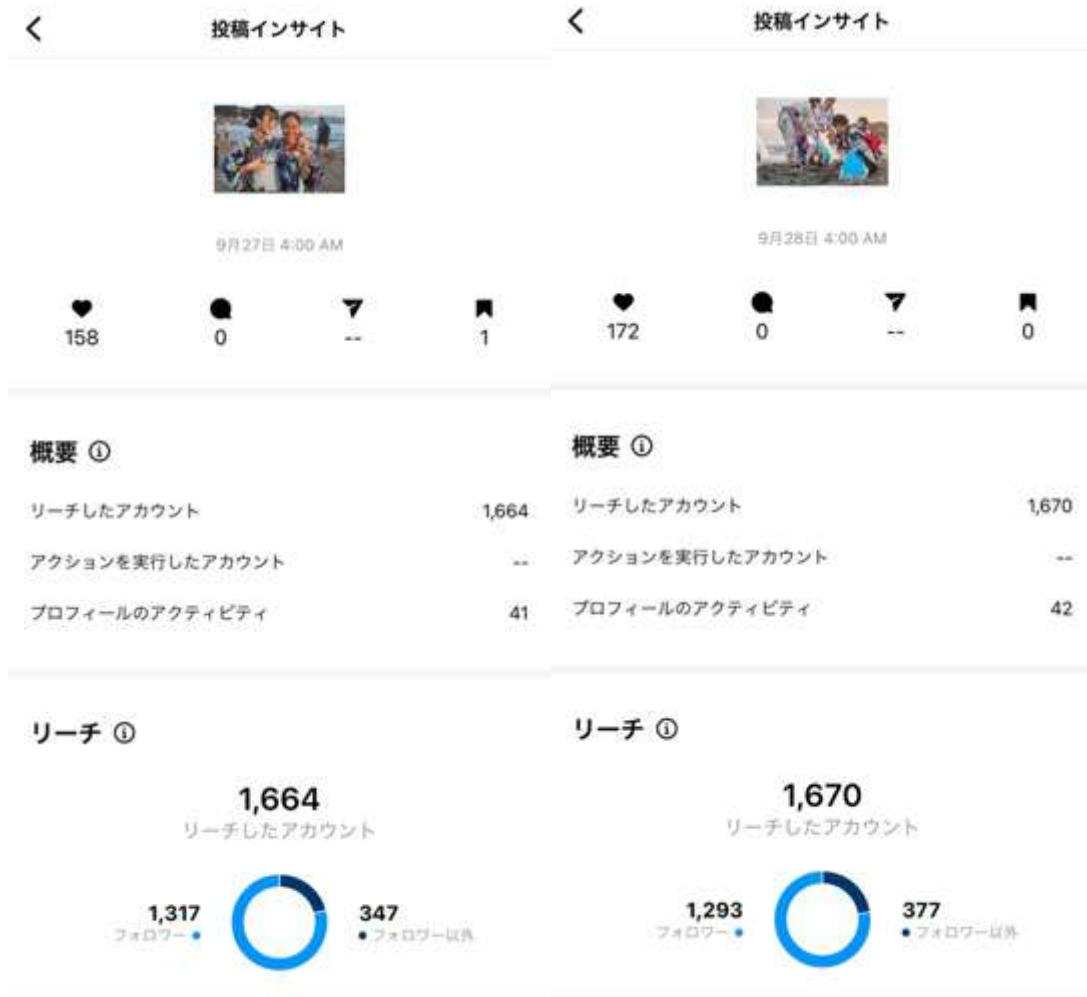 投稿インサイト
9月27日 4:00 AM
158
0
--
1
概要
リーチしたアカウント 1,664
アクションを実行したアカウント --
プロフィールのアクティビティ 41
リーチ
1,664
リーチしたアカウント
1,317
フォロワー
347
フォロワー以外
投稿インサイト
9月28日 4:00 AM
172
0
--
0
概要
リーチしたアカウント 1,670
アクションを実行したアカウント --
プロフィールのアクティビティ 42
リーチ
1,670
リーチしたアカウント
1,293
フォロワー
377
フォロワー以外